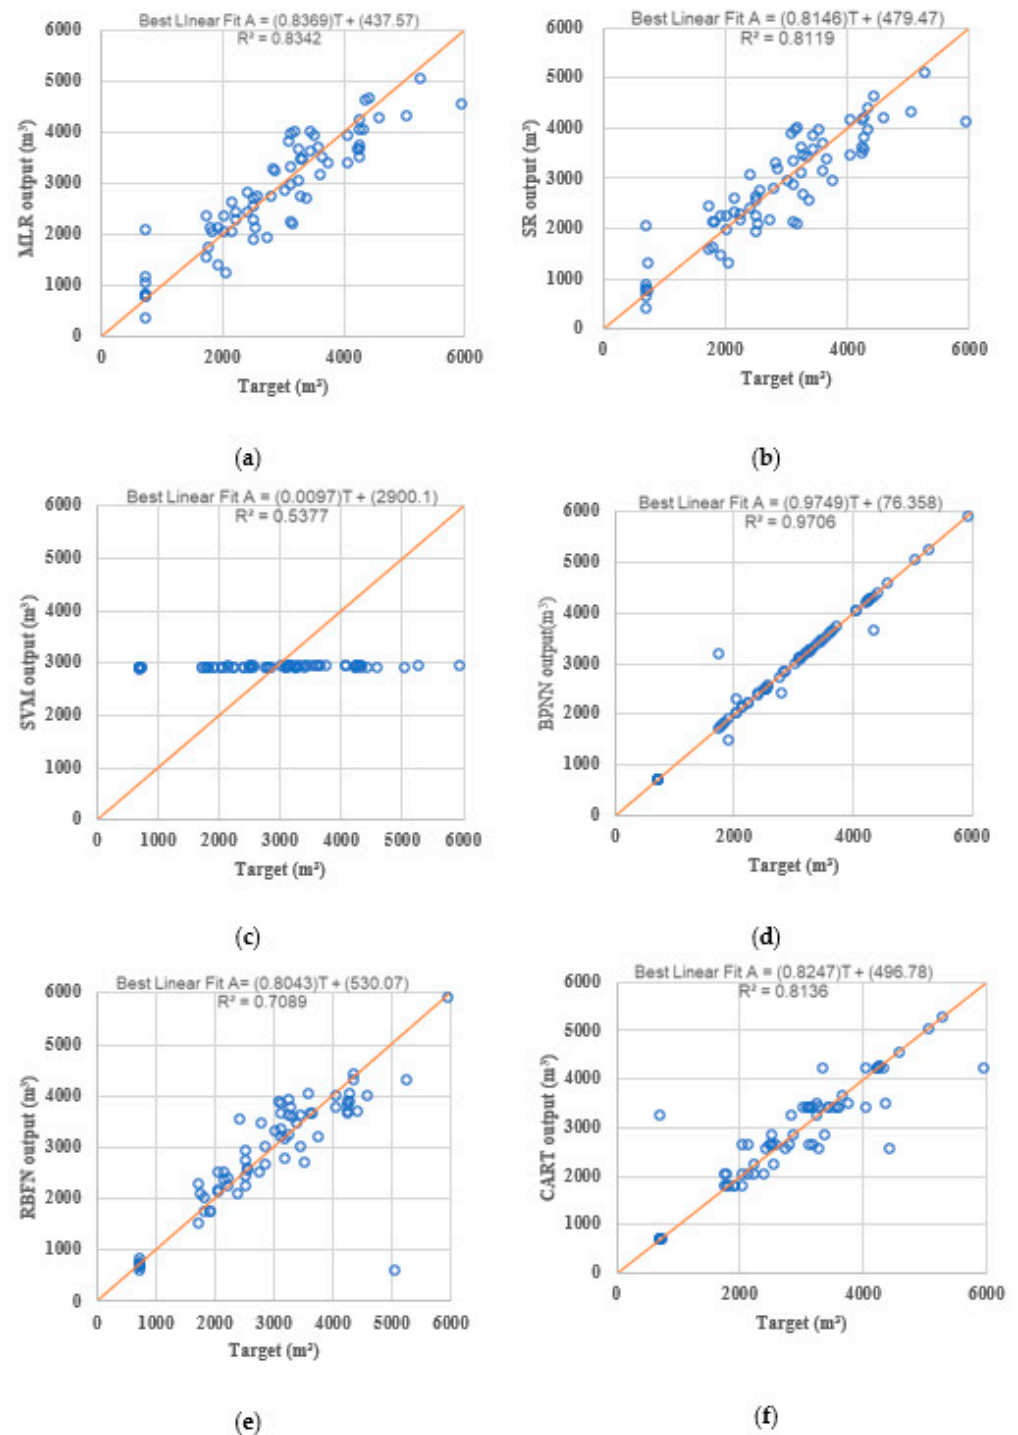 Best LInear Fit A = (0.8369)T + (437.57)
R² = 0.8342
6000
5000
4000
3000
2000
1000
0
MLR output (m³)
0 2000 4000 6000
Target (m³)
(a)
Best Linear Fit A = (0.8146)T + (479.47)
R² = 0.8119
6000
5000
4000
3000
2000
1000
0
SR output (m³)
0 2000 4000 6000
Target (m³)
(b)
Best Linear Fit A = (0.0097)T + (2900.1)
R² = 0.5377
6000
5000
4000
3000
2000
1000
0
SVM output (m³)
0 1000 2000 3000 4000 5000 6000
Target (m³)
(c)
Best Linear Fit A = (0.9749)T + (76.358)
R² = 0.9706
6000
5000
4000
3000
2000
1000
0
BPNN output(m³)
0 2000 4000 6000
Target (m³)
(d)
Best Linear Fit A= (0.8043)T + (530.07)
R² = 0.7089
6000
5000
4000
3000
2000
1000
0
RBFN output (m³)
0 1000 2000 3000 4000 5000 6000
Target (m³)
(e)
Best Linear Fit A = (0.8247)T + (496.78)
R² = 0.8136
6000
5000
4000
3000
2000
1000
0
CART output (m³)
0 2000 4000 6000
Target (m³)
(f)